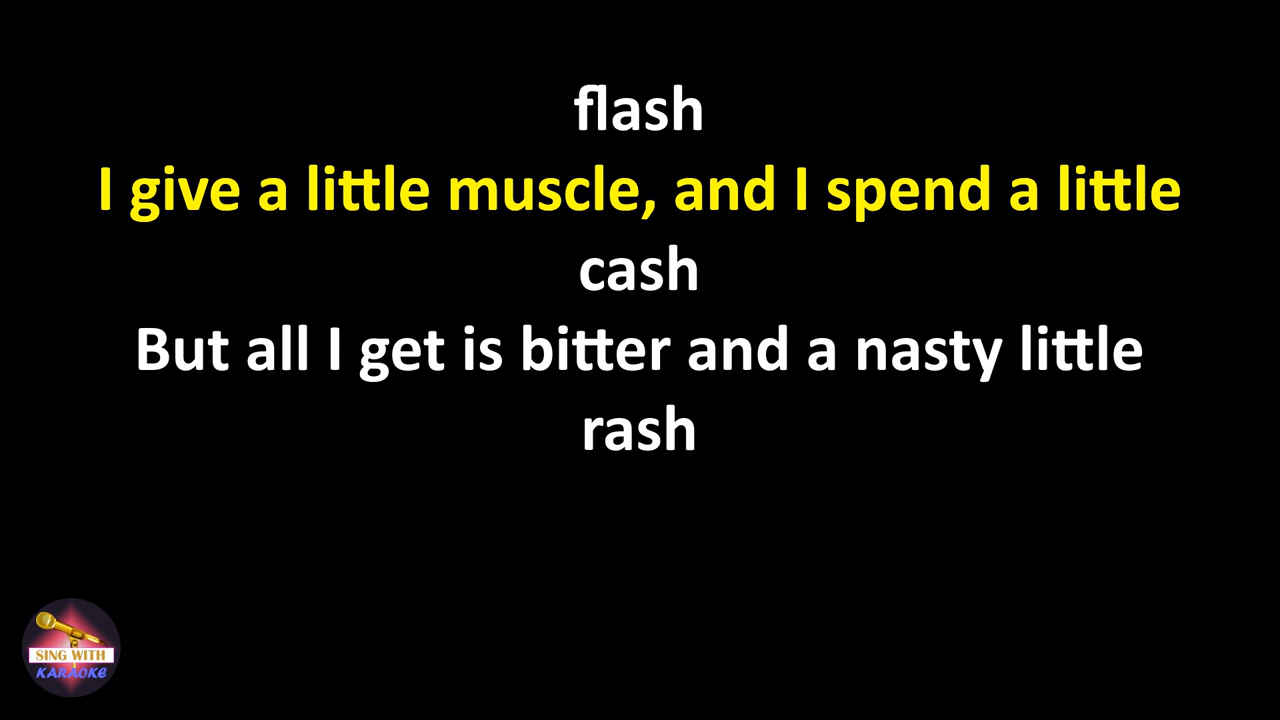 flash
I give a little muscle, and I spend a little
cash
But all I get is bitter and a nasty little
rash
SING WITH
KARAOKE